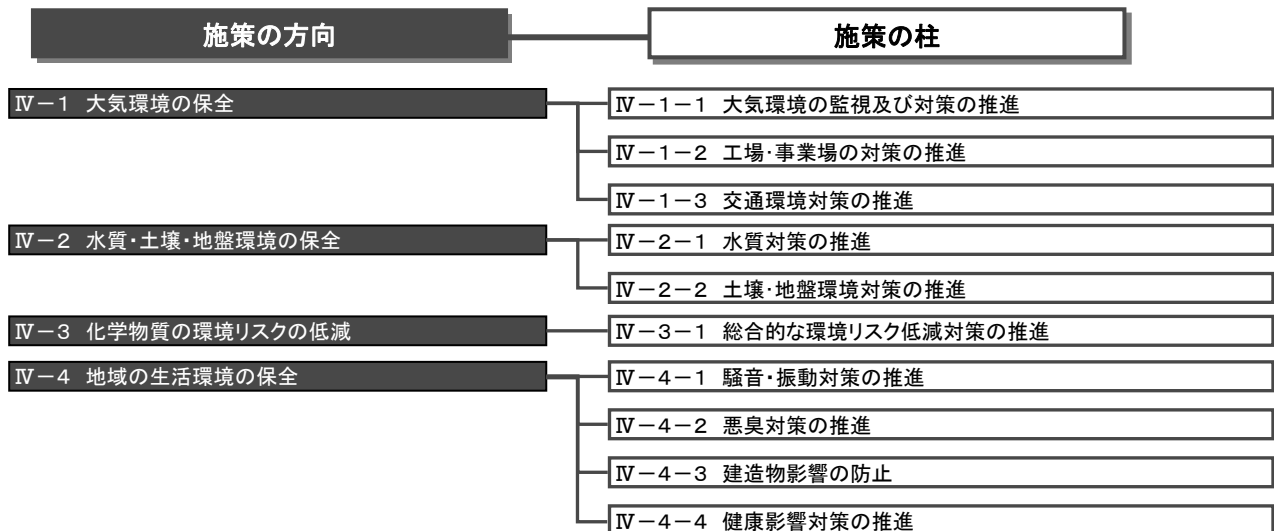 施策の方向
施策の柱
Ⅳ－1 大気環境の保全
Ⅳ－1－1 大気環境の監視及び対策の推進
Ⅳ－1－2 工場・事業場の対策の推進
Ⅳ－1－3 交通環境対策の推進
Ⅳ－2 水質・土壌・地盤環境の保全
Ⅳ－2－1 水質対策の推進
Ⅳ－2－2 土壌・地盤環境対策の推進
Ⅳ－3 化学物質の環境リスクの低減
Ⅳ－3－1 総合的な環境リスク低減対策の推進
Ⅳ－4 地域の生活環境の保全
Ⅳ－4－1 騒音・振動対策の推進
Ⅳ－4－2 悪臭対策の推進
Ⅳ－4－3 建造物影響の防止
Ⅳ－4－4 健康影響対策の推進